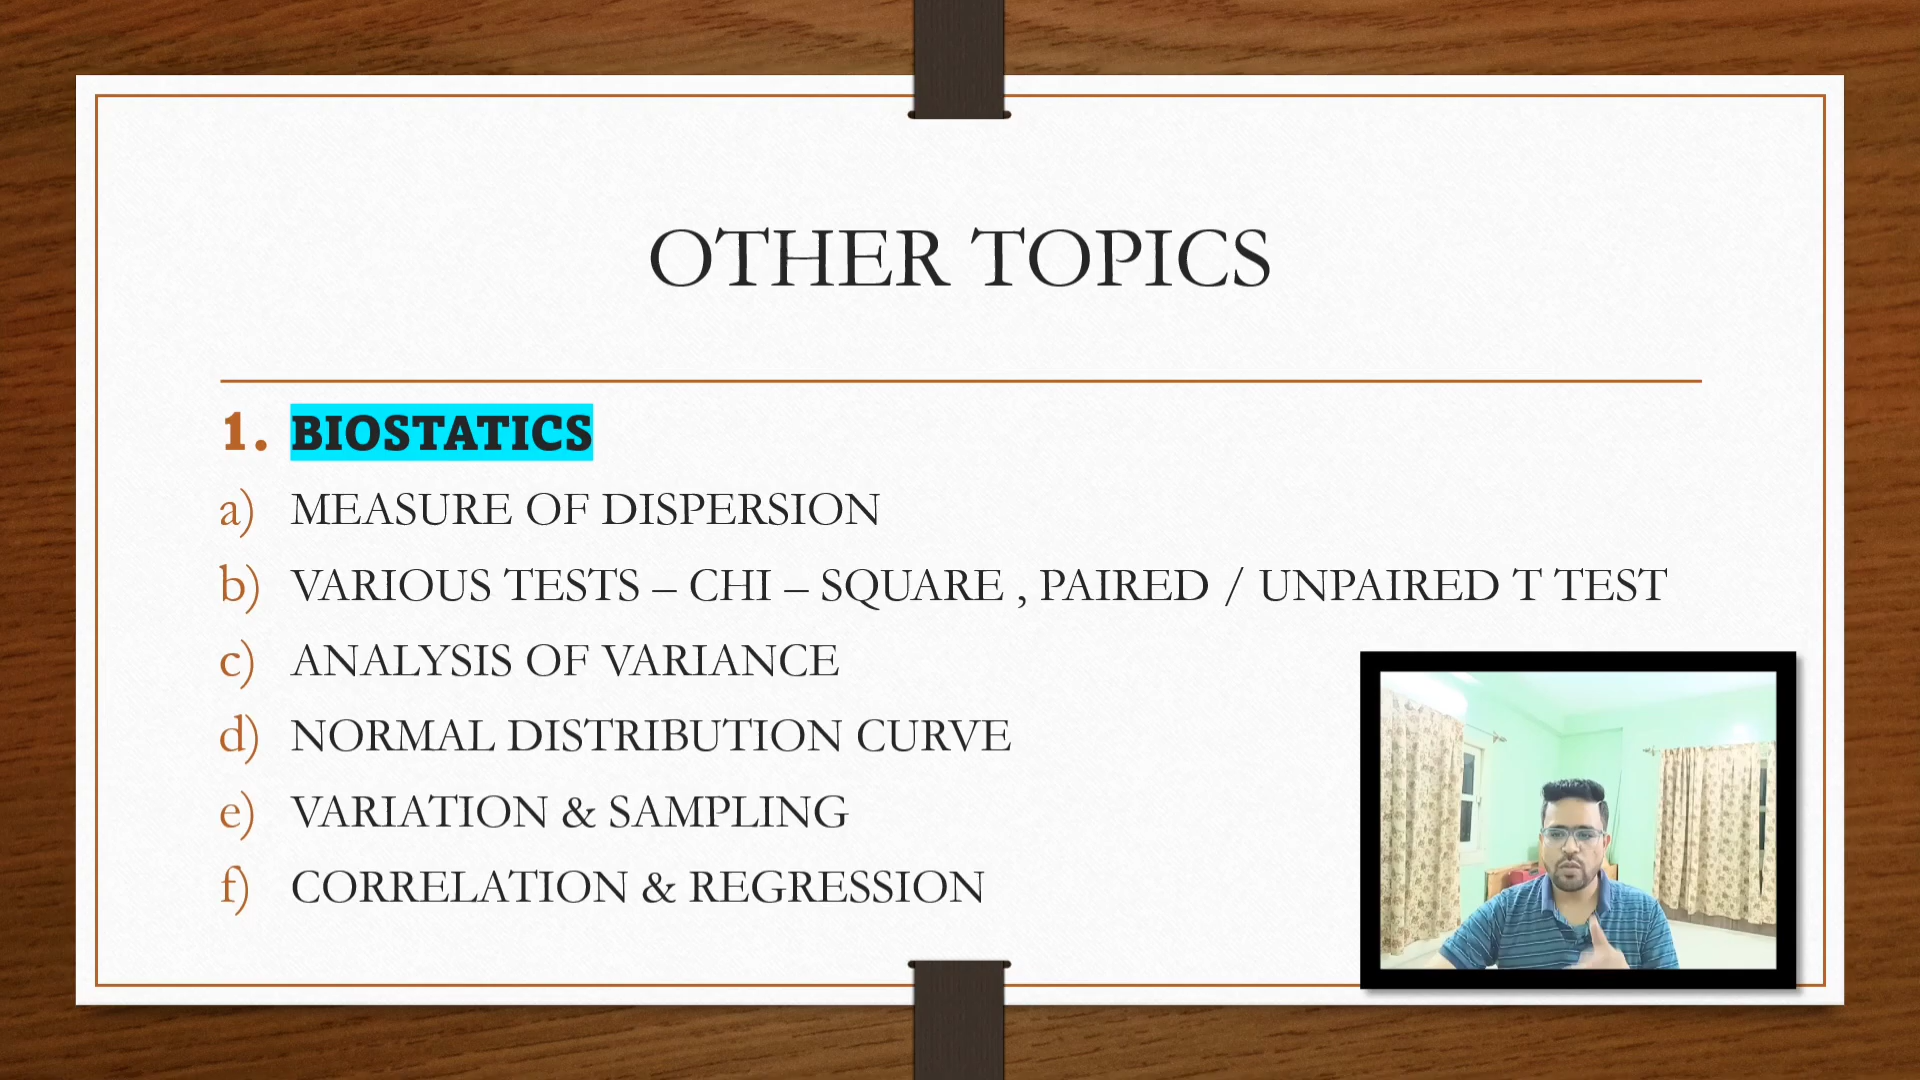 OTHER TOPICS
1. BIOSTATICS
a) MEASURE OF DISPERSION
b) VARIOUS TESTS – CHI – SQUARE , PAIRED / UNPAIRED T TEST
c) ANALYSIS OF VARIANCE
d) NORMAL DISTRIBUTION CURVE
e) VARIATION & SAMPLING
f) CORRELATION & REGRESSION